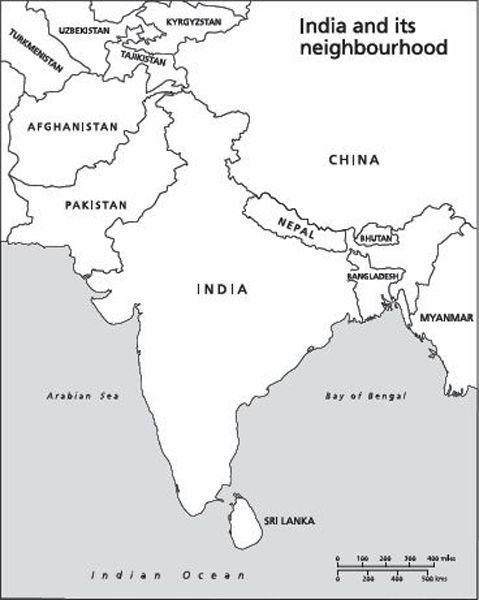 India and its
neighbourhood
KYRGYZSTAN
UZBEKISTAN
TURKMENISTAN
TAJIKISTAN
AFGHANISTAN
CHINA
PAKISTAN
NEPAL
BHUTAN
BANGLADESH
INDIA
MYANMAR
Arabian Sea
Bay of Bengal
SRI LANKA
0 100 200 300 400 miles
0 200 400 500 kms
Indian Ocean